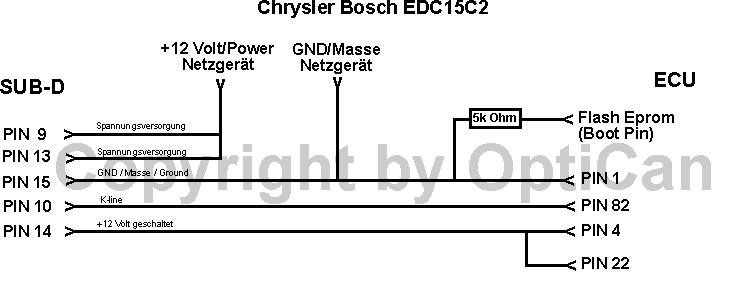 Chrysler Bosch EDC15C2
+12 Volt/Power
Netzgerät
GND/Masse
Netzgerät
SUB-D
ECU
5k Ohm
Flash Eprom
(Boot Pin)
PIN 9
Spannungsversorgung
PIN 13
Spannungsversorgung
Copyright by OptiCan
PIN 15
GND / Masse / Ground
PIN 1
PIN 10
K-line
PIN 82
PIN 14
+12 Volt geschaltet
PIN 4
PIN 22